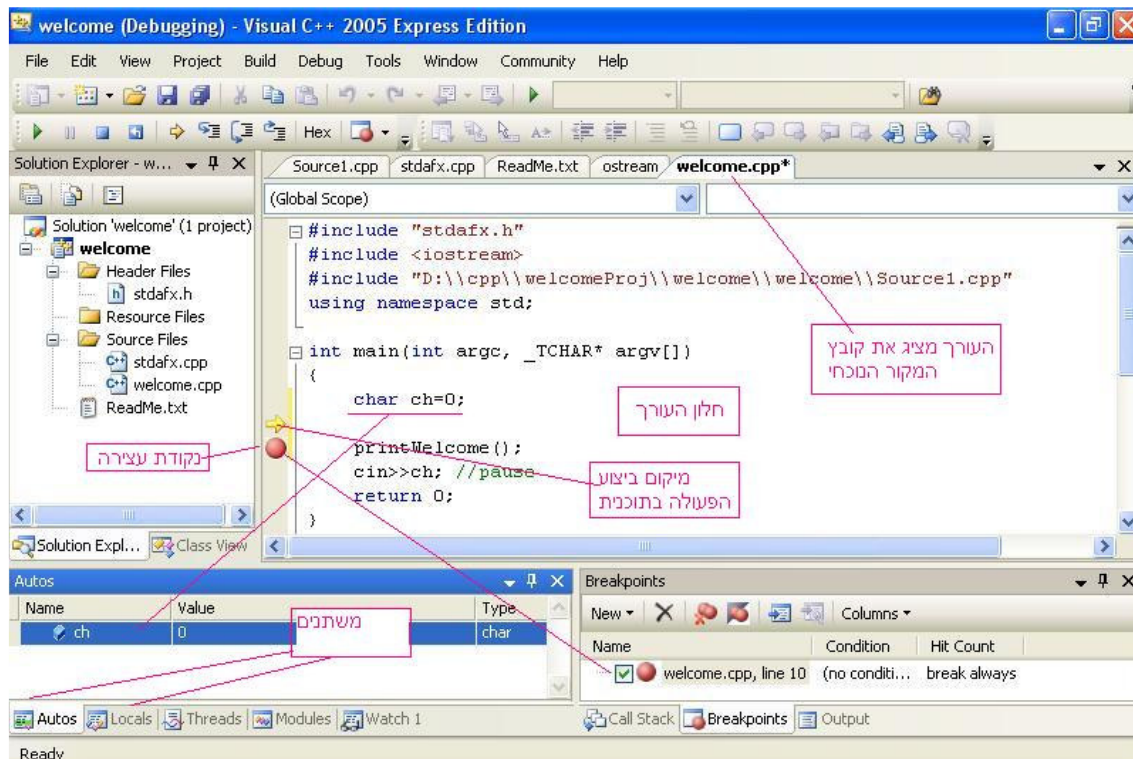 welcome (Debugging) - Visual C++ 2005 Express Edition
File Edit View Project Build Debug Tools Window Community Help
Hex
Solution Explorer - w...
Source1.cpp stdafx.cpp ReadMe.txt ostream welcome.cpp*
(Global Scope)
Solution 'welcome' (1 project)
welcome
Header Files
stdafx.h
Resource Files
Source Files
stdafx.cpp
welcome.cpp
ReadMe.txt
#include "stdafx.h"
#include <iostream>
#include "D:\\cpp\\welcomeProj\\welcome\\welcome\\Source1.cpp"
using namespace std;
int main(int argc, _TCHAR* argv[])
{
char ch=0;
printWelcome();
cin>>ch; //pause
return 0;
}
העורך מציג את קובץ
המקור הנוכחי
חלון העורך
נקודת עצירה
מיקום ביצוע
הפעולה בתוכנית
Solution Expl... Class View
Autos
Name Value Type
ch 0 char
משתנים
Autos Locals Threads Modules Watch 1
Breakpoints
New Columns
Name Condition Hit Count
welcome.cpp, line 10 (no conditi... break always
Call Stack Breakpoints Output
Ready